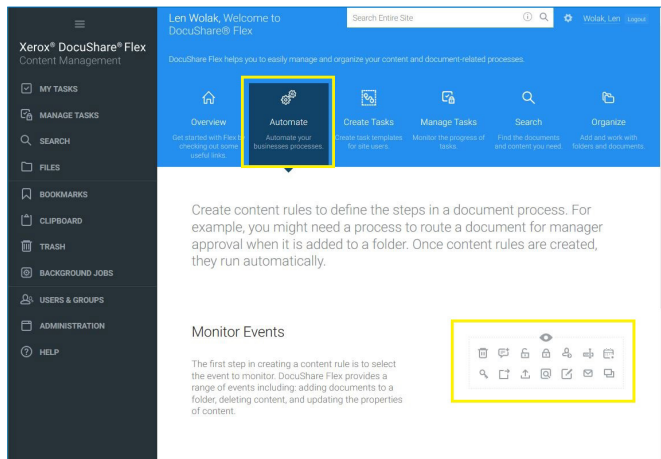 Xerox® DocuShare® Flex
Content Management
MY TASKS
MANAGE TASKS
SEARCH
FILES
BOOKMARKS
CLIPBOARD
TRASH
BACKGROUND JOBS
USERS & GROUPS
ADMINISTRATION
HELP
Len Wolak, Welcome to
DocuShare® Flex
Search Entire Site
Wolak, Len Logout
DocuShare Flex helps you to easily manage and organize your content and document-related processes.
Overview
Get started with Flex by
checking out some
useful links.
Automate
Automate your
businesses processes.
Create Tasks
Create task templates
for site users.
Manage Tasks
Monitor the progress of
tasks.
Search
Find the documents
and content you need.
Organize
Add and work with
folders and documents.
Create content rules to define the steps in a document process. For
example, you might need a process to route a document for manager
approval when it is added to a folder. Once content rules are created,
they run automatically.
Monitor Events
The first step in creating a content rule is to select
the event to monitor. DocuShare Flex provides a
range of events including: adding documents to a
folder, deleting content, and updating the properties
of content.